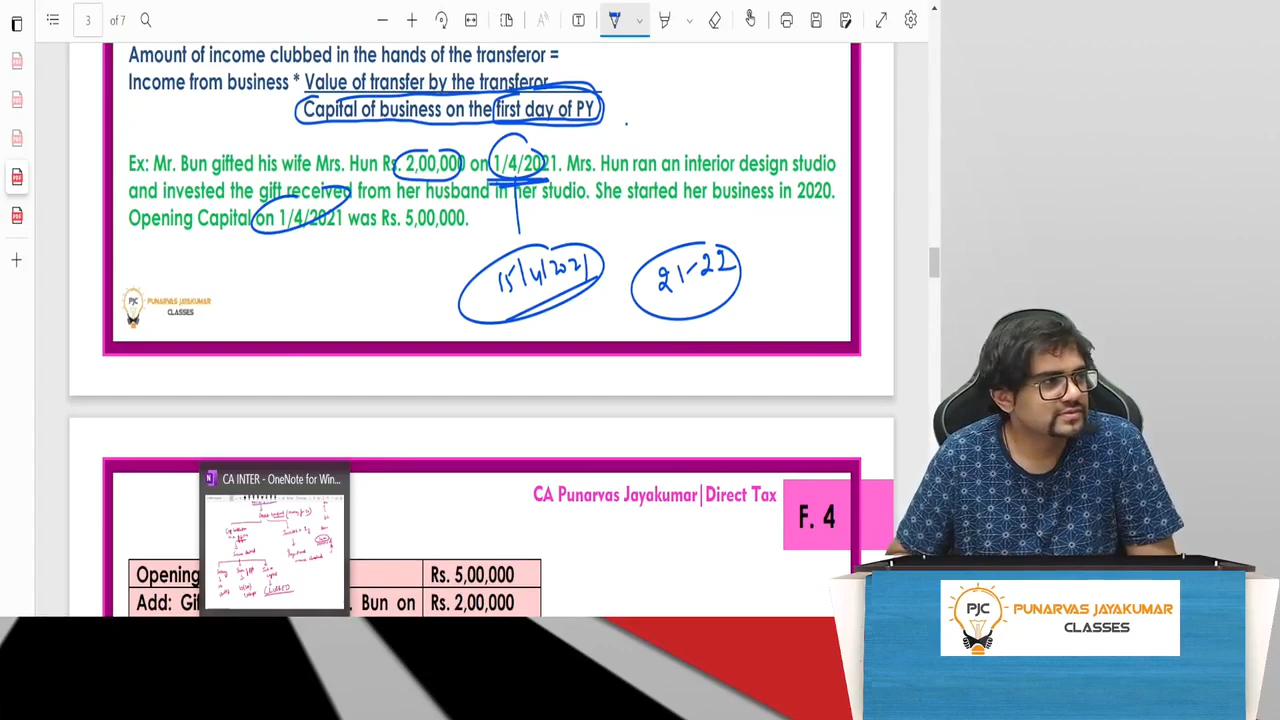 3 of 7
Amount of income clubbed in the hands of the transferor =
Income from business * Value of transfer by the transferor
Capital of business on the first day of PY
Ex: Mr. Bun gifted his wife Mrs. Hun Rs. 2,00,000 on 1/4/2021. Mrs. Hun ran an interior design studio
and invested the gift received from her husband in her studio. She started her business in 2020.
Opening Capital on 1/4/2021 was Rs. 5,00,000.
15/4/2021
21-22
PJC PUNARVAS JAYAKUMAR
CLASSES
CA INTER - OneNote for Win...
CLUBBED
CA Punarvas Jayakumar|Direct Tax
F. 4
Opening
Rs. 5,00,000
Add: Gif
. Bun on
Rs. 2,00,000
PJC PUNARVAS JAYAKUMAR
CLASSES